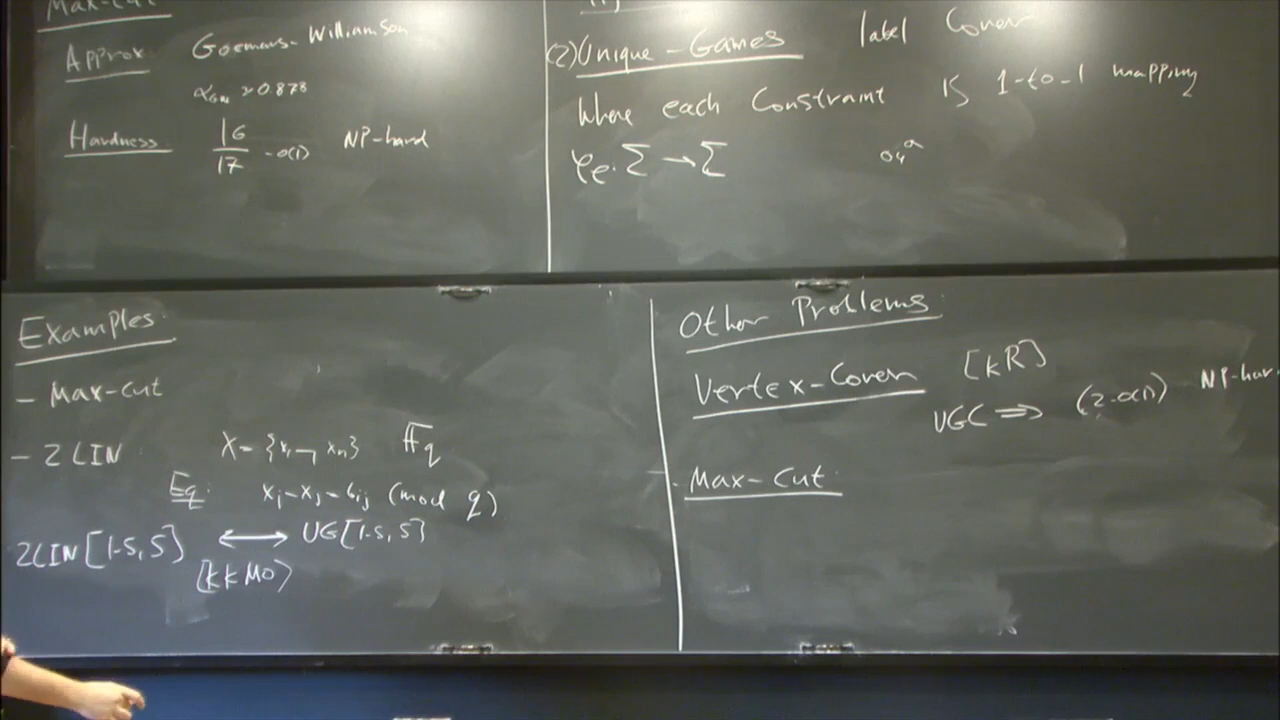 Max-Cut
Approx Goemans-Williamson
α_GW ≈ 0.878
Hardness 16/17 - o(1) NP-hard
(2) Unique-Games label Cover
Where each Constraint is 1-to-1 mapping
φ_e: Σ → Σ
Examples:
- Max-cut
- 2LIN X = {x_1, ..., x_n} F_q
Eq: x_i - x_j = b_ij (mod q)
2LIN[1-δ, δ] ⟷ UG[1-δ, δ]
[KKMO]
Other Problems
Vertex-Cover [KR]
UGC ⟹ (2-o(1)) NP-har
Max-Cut